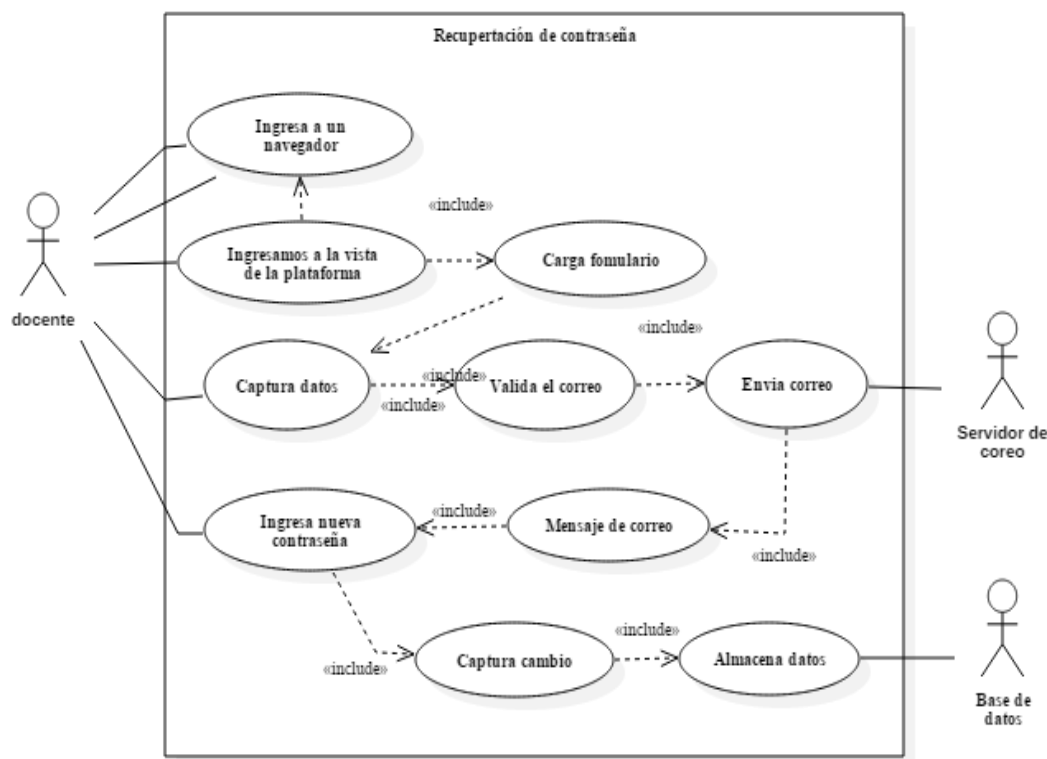 Recupertación de contraseña
Ingresa a un
navegador
«include»
Ingresamos a la vista
de la plataforma
Carga fomulario
docente
«include»
Captura datos
«include»
«include»
Valida el correo
Envia correo
Servidor de
coreo
Ingresa nueva
contraseña
«include»
Mensaje de correo
«include»
«include»
Captura cambio
«include»
Almacena datos
Base de
datos